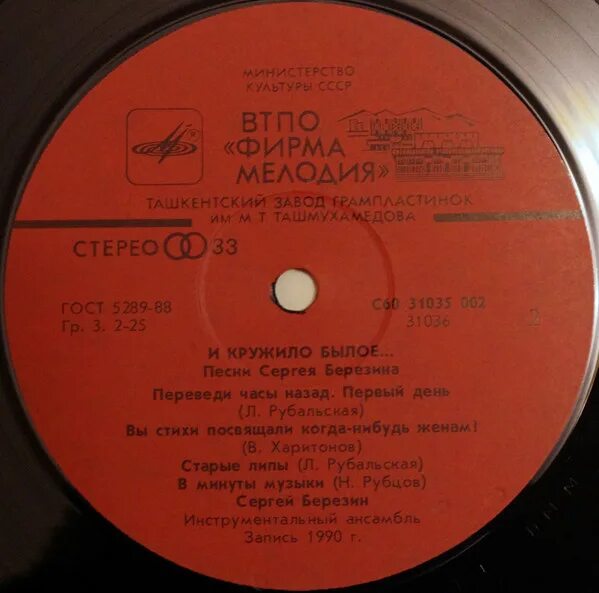 МИНИСТЕРСТВО
КУЛЬТУРЫ СССР
ВТПО
«ФИРМА
МЕЛОДИЯ»
ТАШКЕНТСКИЙ ЗАВОД ГРАМПЛАСТИНОК
ИМ. М Т ТАШМУХАМЕДОВА
СТЕРЕО 33
ГОСТ 5289-88
Гр. 3. 2-25
С60 31035 002
31036
2
И КРУЖИЛО БЫЛОЕ...
Песни Сергея Березина
Переведи часы назад. Первый день
(Л. Рубальская)
Вы стихи посвящали когда-нибудь женам!
(В. Харитонов)
Старые липы (Л. Рубальская)
В минуты музыки (Н. Рубцов)
Сергей Березин
Инструментальный ансамбль
Запись 1990 г.